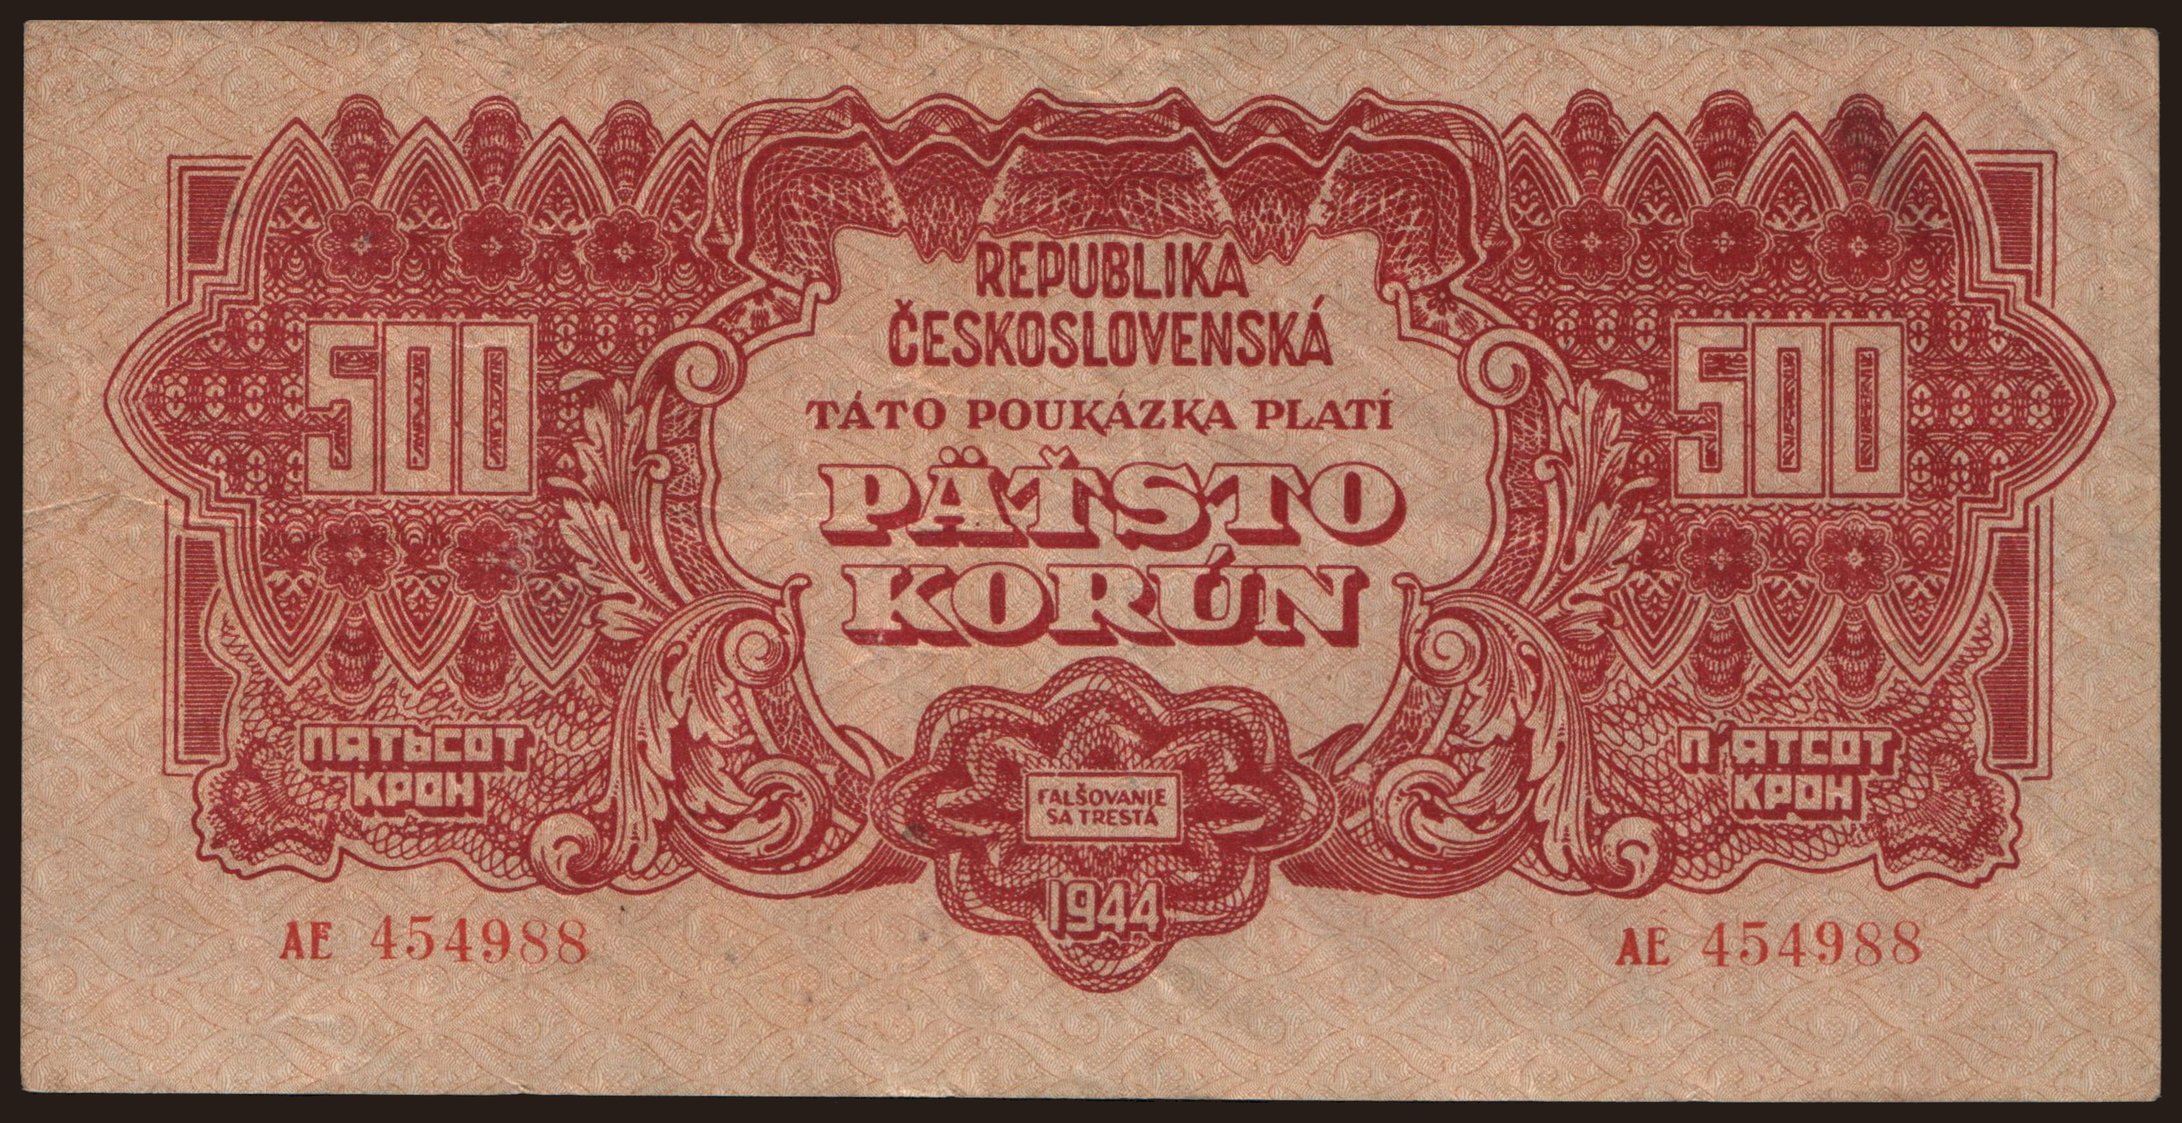 REPUBLIKA
ČESKOSLOVENSKÁ
TÁTO POUKÁZKA PLATÍ
500
500
PÄŤSTO
KORÚN
ПЯТЬСОТ
КРОН
П'ЯТСОТ
КРОН
FALŠOVANIE
SA TRESTÁ
1944
AE 454988
AE 454988